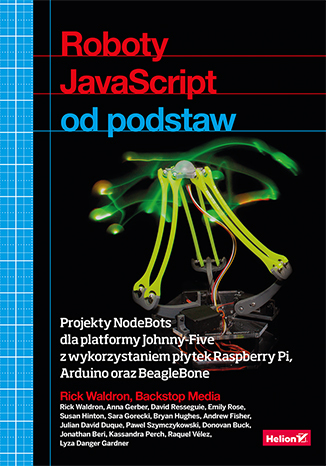 Roboty
JavaScript
od podstaw
Projekty NodeBots
dla platformy Johnny-Five
z wykorzystaniem płytek Raspberry Pi,
Arduino oraz BeagleBone
Rick Waldron, Backstop Media
Rick Waldron, Anna Gerber, David Resseguie, Emily Rose,
Susan Hinton, Sara Gorecki, Bryan Hughes, Andrew Fisher,
Julian David Duque, Pawel Szymczykowski, Donovan Buck,
Jonathan Beri, Kassandra Perch, Raquel Vélez,
Lyza Danger Gardner
Helion